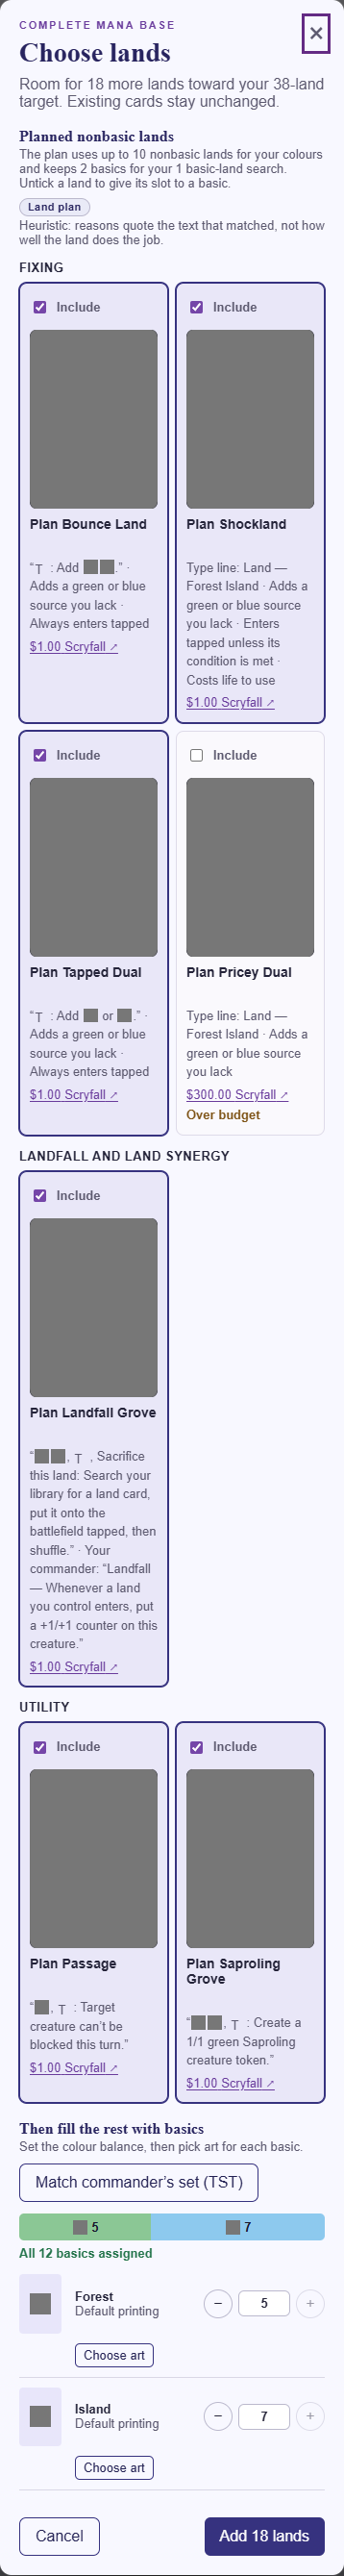 COMPLETE MANA BASE
Choose lands
×
Room for 18 more lands toward your 38-land
target. Existing cards stay unchanged.
Planned nonbasic lands
The plan uses up to 10 nonbasic lands for your colours
and keeps 2 basics for your 1 basic-land search.
Untick a land to give its slot to a basic.
Land plan
Heuristic: reasons quote the text that matched, not how
well the land does the job.
FIXING
Include
Plan Bounce Land
“T : Add .” ·
Adds a green or blue
source you lack ·
Always enters tapped
$1.00 Scryfall ↗
Include
Plan Shockland
Type line: Land —
Forest Island · Adds a
green or blue source
you lack · Enters
tapped unless its
condition is met ·
Costs life to use
$1.00 Scryfall ↗
Include
Plan Tapped Dual
“T : Add or .” ·
Adds a green or blue
source you lack ·
Always enters tapped
$1.00 Scryfall ↗
Include
Plan Pricey Dual
Type line: Land —
Forest Island · Adds a
green or blue source
you lack
$300.00 Scryfall ↗
Over budget
LANDFALL AND LAND SYNERGY
Include
Plan Landfall Grove
“, T , Sacrifice
this land: Search your
library for a land card,
put it onto the
battlefield tapped, then
shuffle.” · Your
commander: “Landfall
— Whenever a land
you control enters, put
a +1/+1 counter on this
creature.”
$1.00 Scryfall ↗
UTILITY
Include
Plan Passage
“, T : Target
creature can’t be
blocked this turn.”
$1.00 Scryfall ↗
Include
Plan Saproling
Grove
“, T : Create a
1/1 green Saproling
creature token.”
$1.00 Scryfall ↗
Then fill the rest with basics
Set the colour balance, then pick art for each basic.
Match commander’s set (TST)
5
7
All 12 basics assigned
Forest
Default printing
− 5 +
Choose art
Island
Default printing
− 7 +
Choose art
Cancel
Add 18 lands